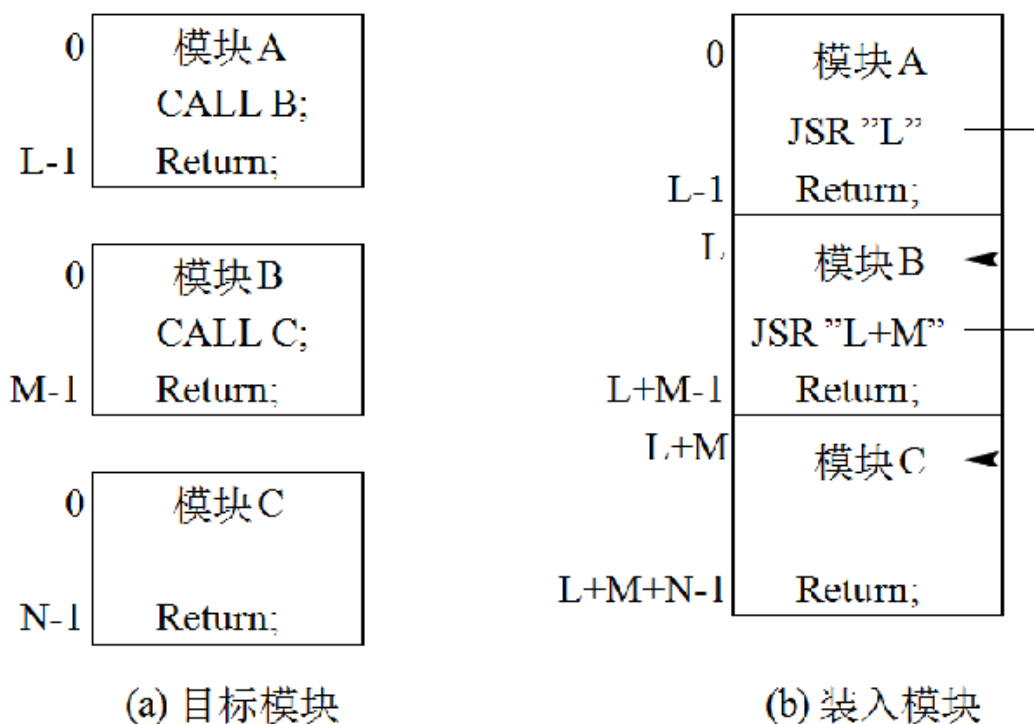 0
模块A
CALL B;
L-1
Return;
0
模块B
CALL C;
M-1
Return;
0
模块C
N-1
Return;
(a) 目标模块
0
模块A
JSR ”L”
L-1
Return;
L
模块B
JSR ”L+M”
L+M-1
Return;
L+M
模块C
L+M+N-1
Return;
(b) 装入模块